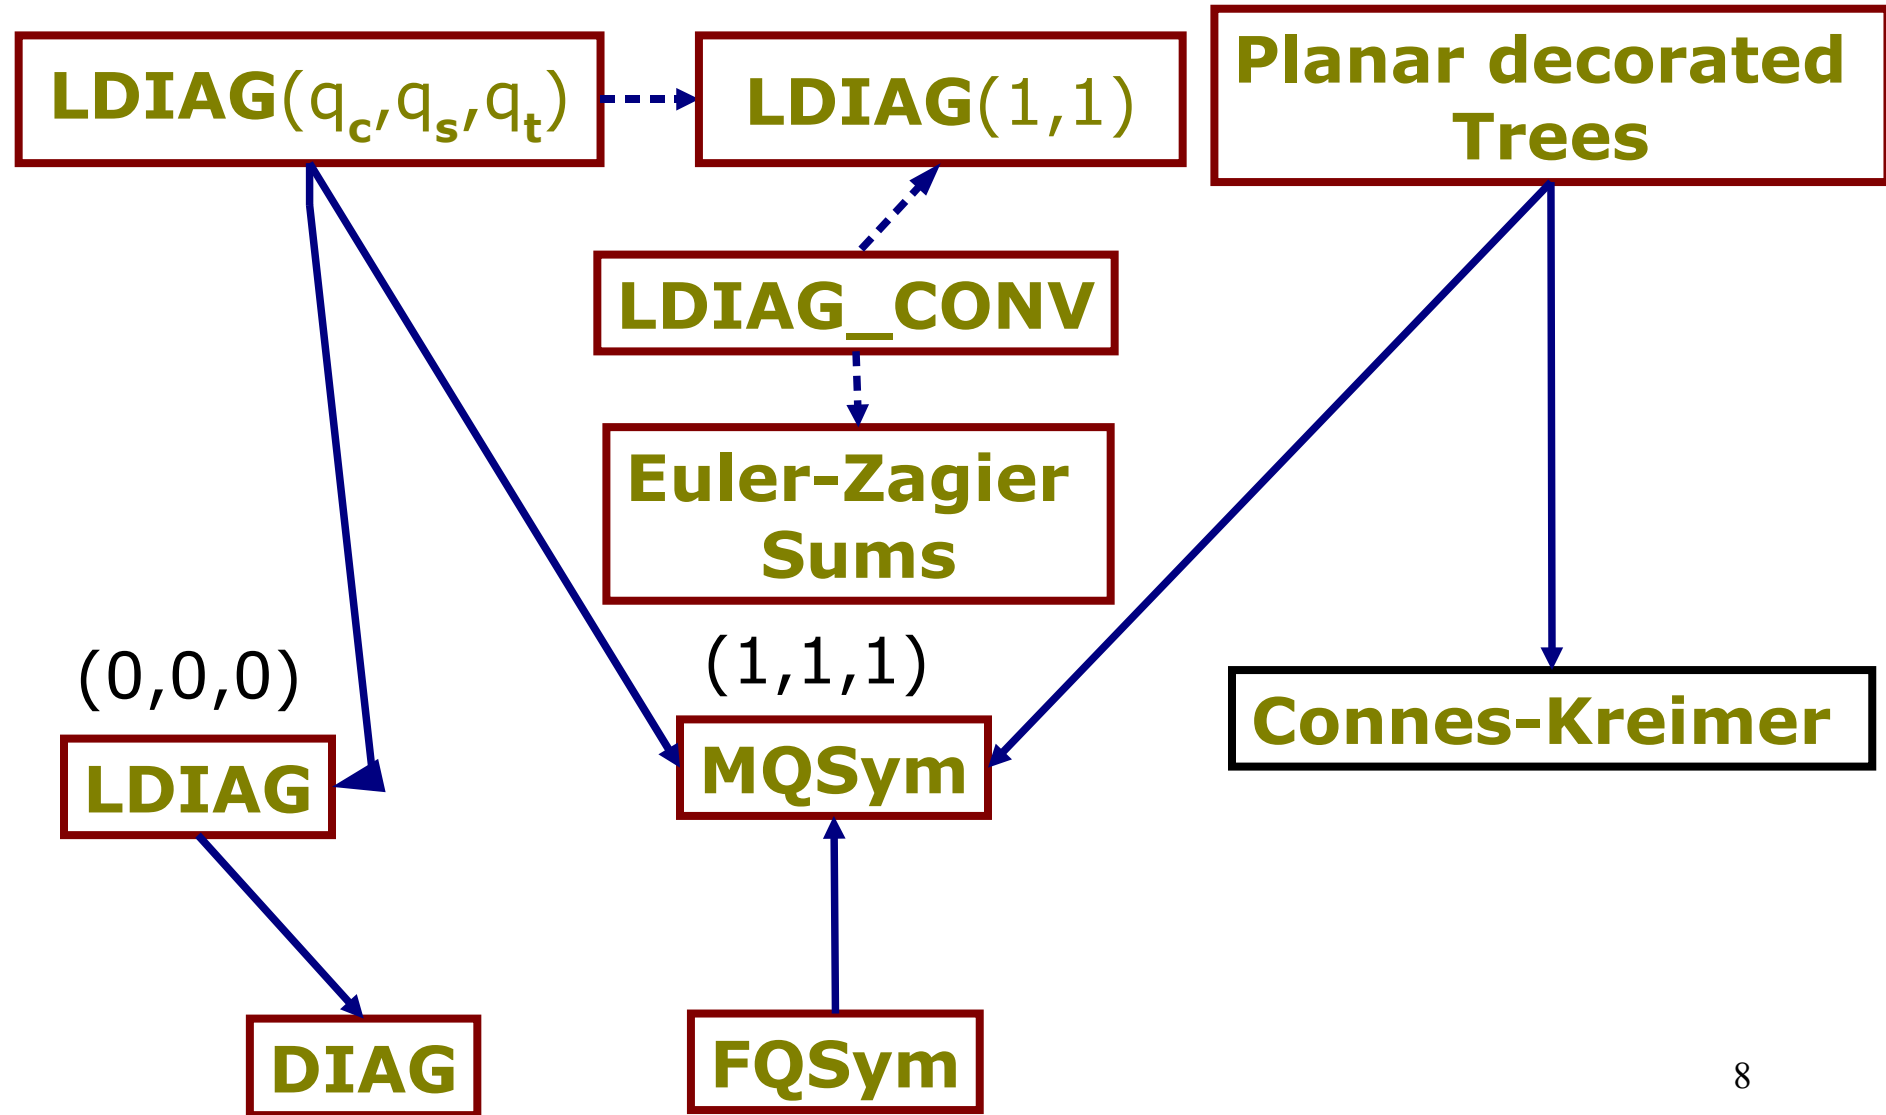 LDIAG(qc,qs,qt)
LDIAG(1,1)
Planar decorated
Trees
LDIAG_CONV
Euler-Zagier
Sums
(0,0,0)
(1,1,1)
LDIAG
MQSym
Connes-Kreimer
DIAG
FQSym
8